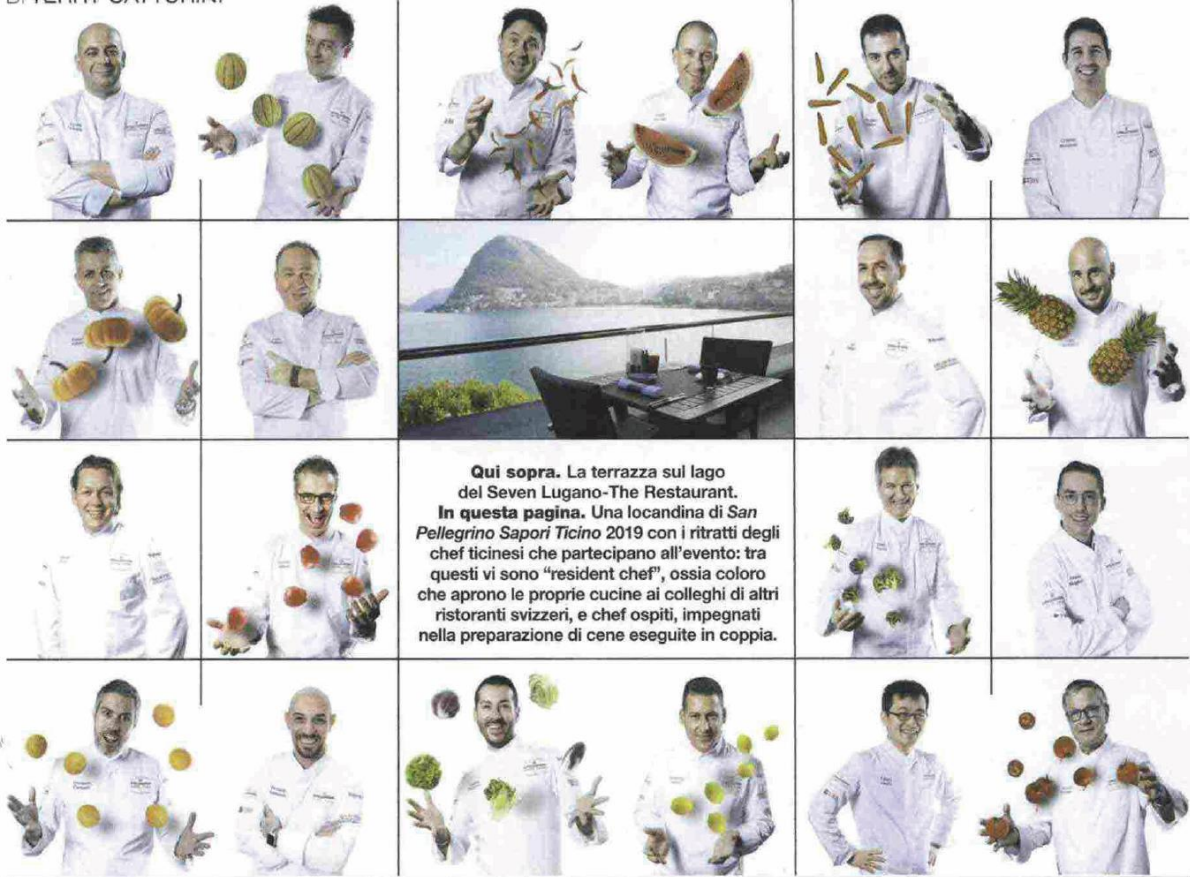 Qui sopra. La terrazza sul lago
del Seven Lugano-The Restaurant.
In questa pagina. Una locandina di San
Pellegrino Sapori Ticino 2019 con i ritratti degli
chef ticinesi che partecipano all'evento: tra
questi vi sono “resident chef”, ossia coloro
che aprono le proprie cucine ai colleghi di altri
ristoranti svizzeri, e chef ospiti, impegnati
nella preparazione di cene eseguite in coppia.